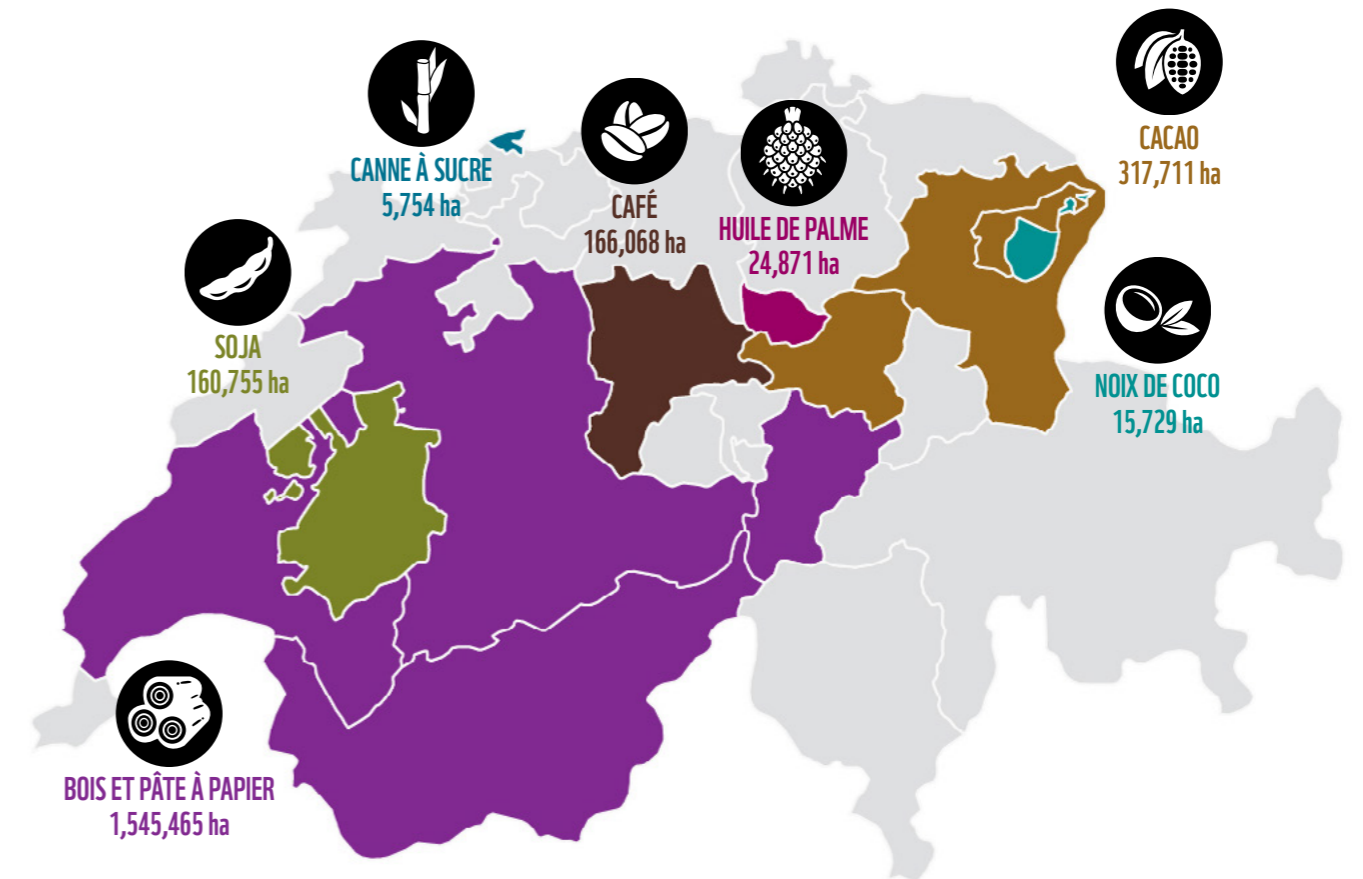 CANNE À SUCRE
5,754 ha
CAFÉ
166,068 ha
HUILE DE PALME
24,871 ha
CACAO
317,711 ha
SOJA
160,755 ha
NOIX DE COCO
15,729 ha
BOIS ET PÂTE À PAPIER
1,545,465 ha